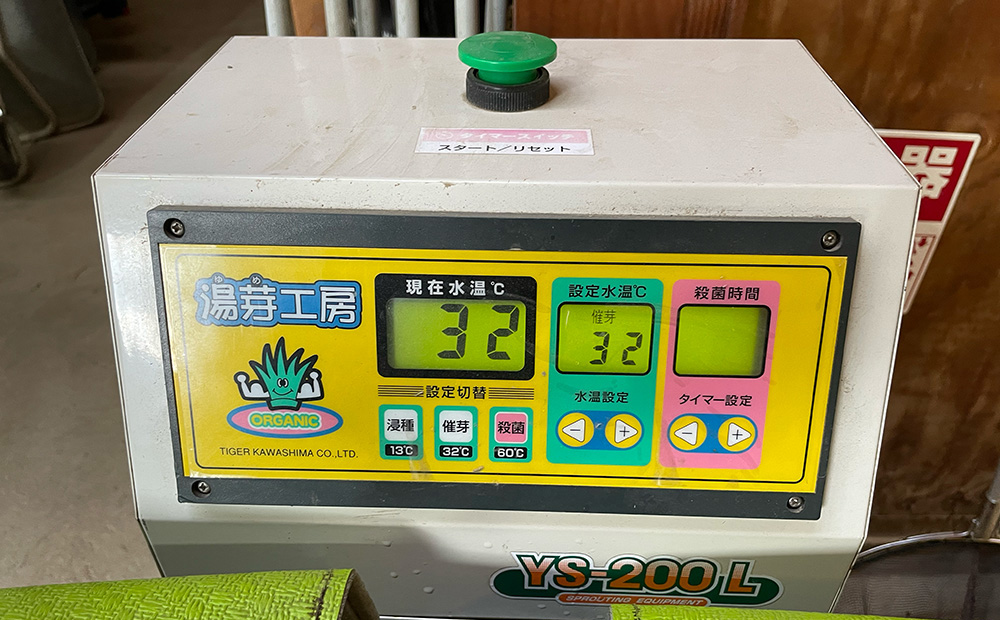 タイマースイッチ
スタート／リセット
器
ゆめ
湯芽工房
ORGANIC
TIGER KAWASHIMA CO.,LTD.
現在水温℃
32
設定切替
浸種
13℃
催芽
32℃
殺菌
60℃
設定水温℃
催芽
32
水温設定
- +
殺菌時間
タイマー設定
- +
YS-200L
SPROUTING EQUIPMENT